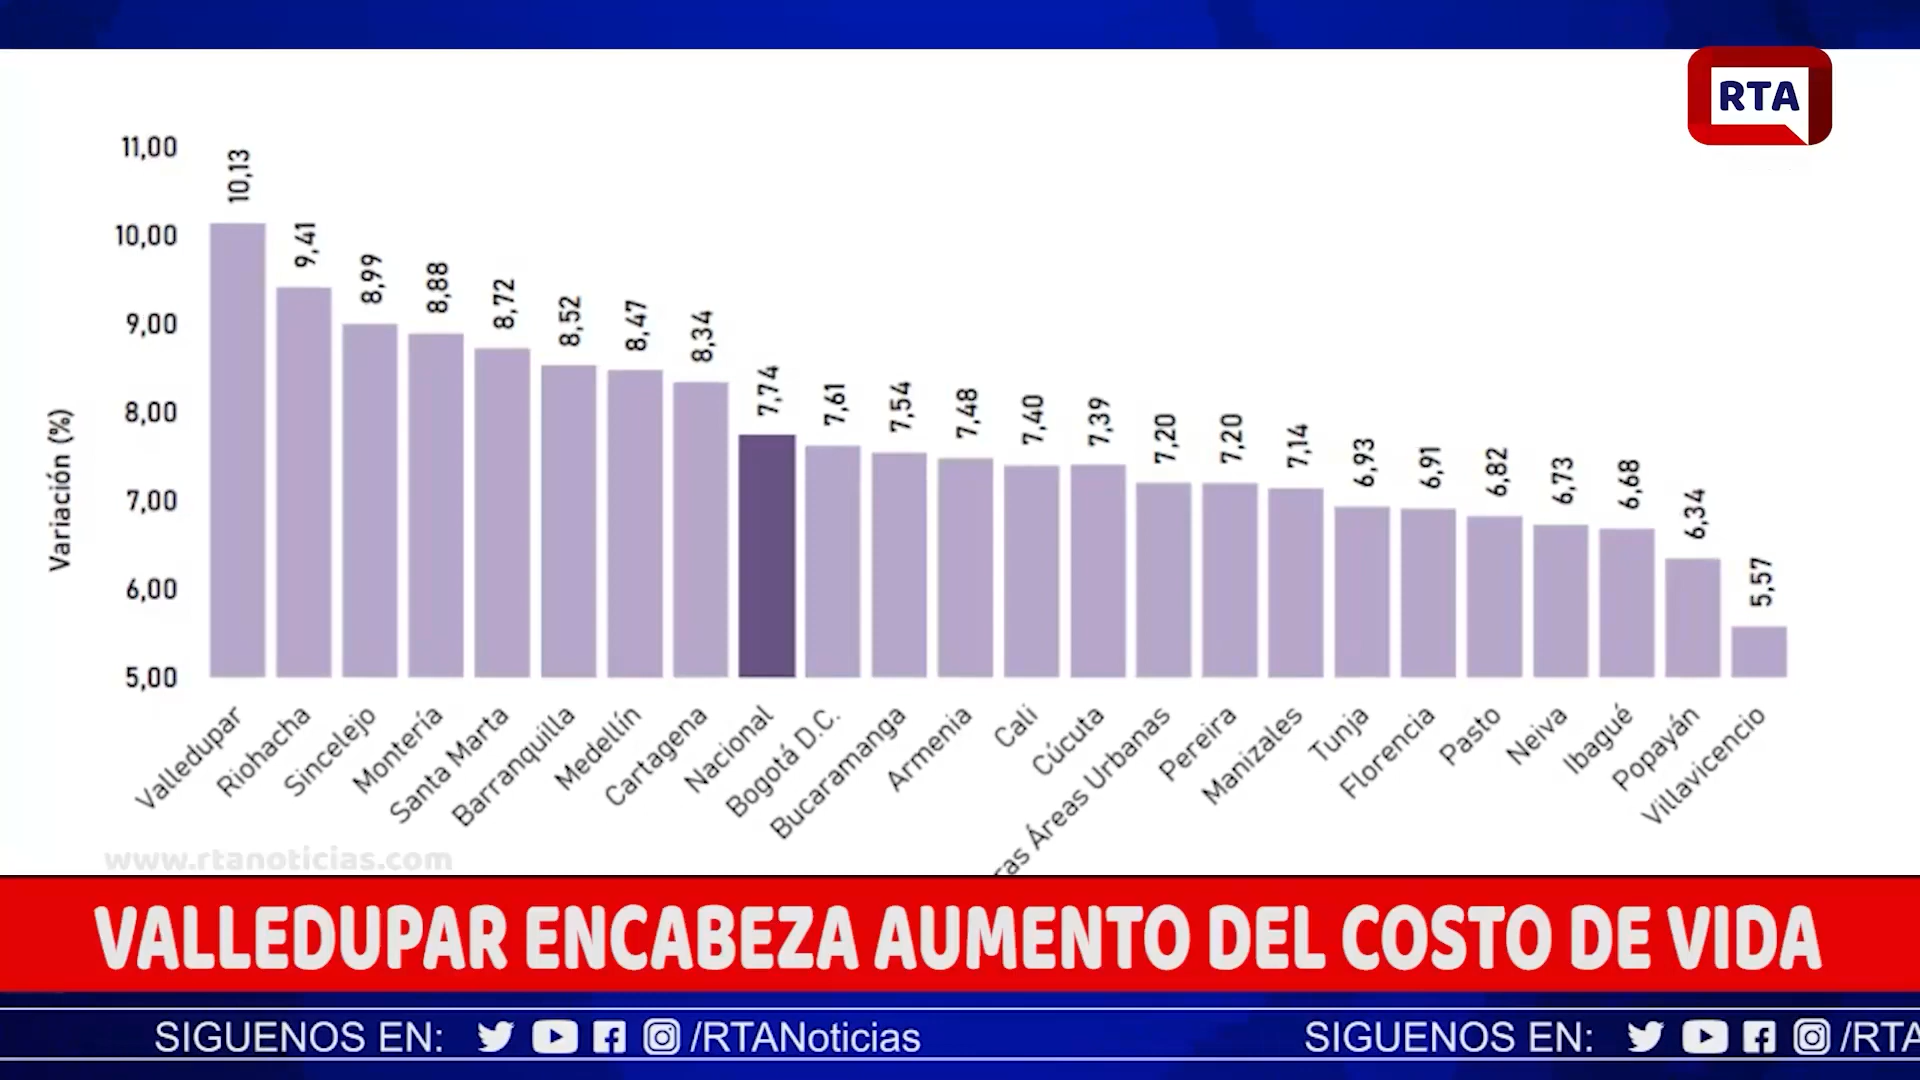 RTA
11,00
10,00
9,00
8,00
7,00
6,00
5,00
Variación (%)
10,13
9,41
8,99
8,88
8,72
8,52
8,47
8,34
7,74
7,61
7,54
7,48
7,40
7,39
7,20
7,20
7,14
6,93
6,91
6,82
6,73
6,68
6,34
5,57
Valledupar
Riohacha
Sincelejo
Montería
Santa Marta
Barranquilla
Medellín
Cartagena
Nacional
Bogotá D.C.
Bucaramanga
Armenia
Cali
Cúcuta
ras Áreas Urbanas
Pereira
Manizales
Tunja
Florencia
Pasto
Neiva
Ibagué
Popayán
Villavicencio
www.rtanoticias.com
VALLEDUPAR ENCABEZA AUMENTO DEL COSTO DE VIDA
SIGUENOS EN: /RTANoticias SIGUENOS EN: /RTA